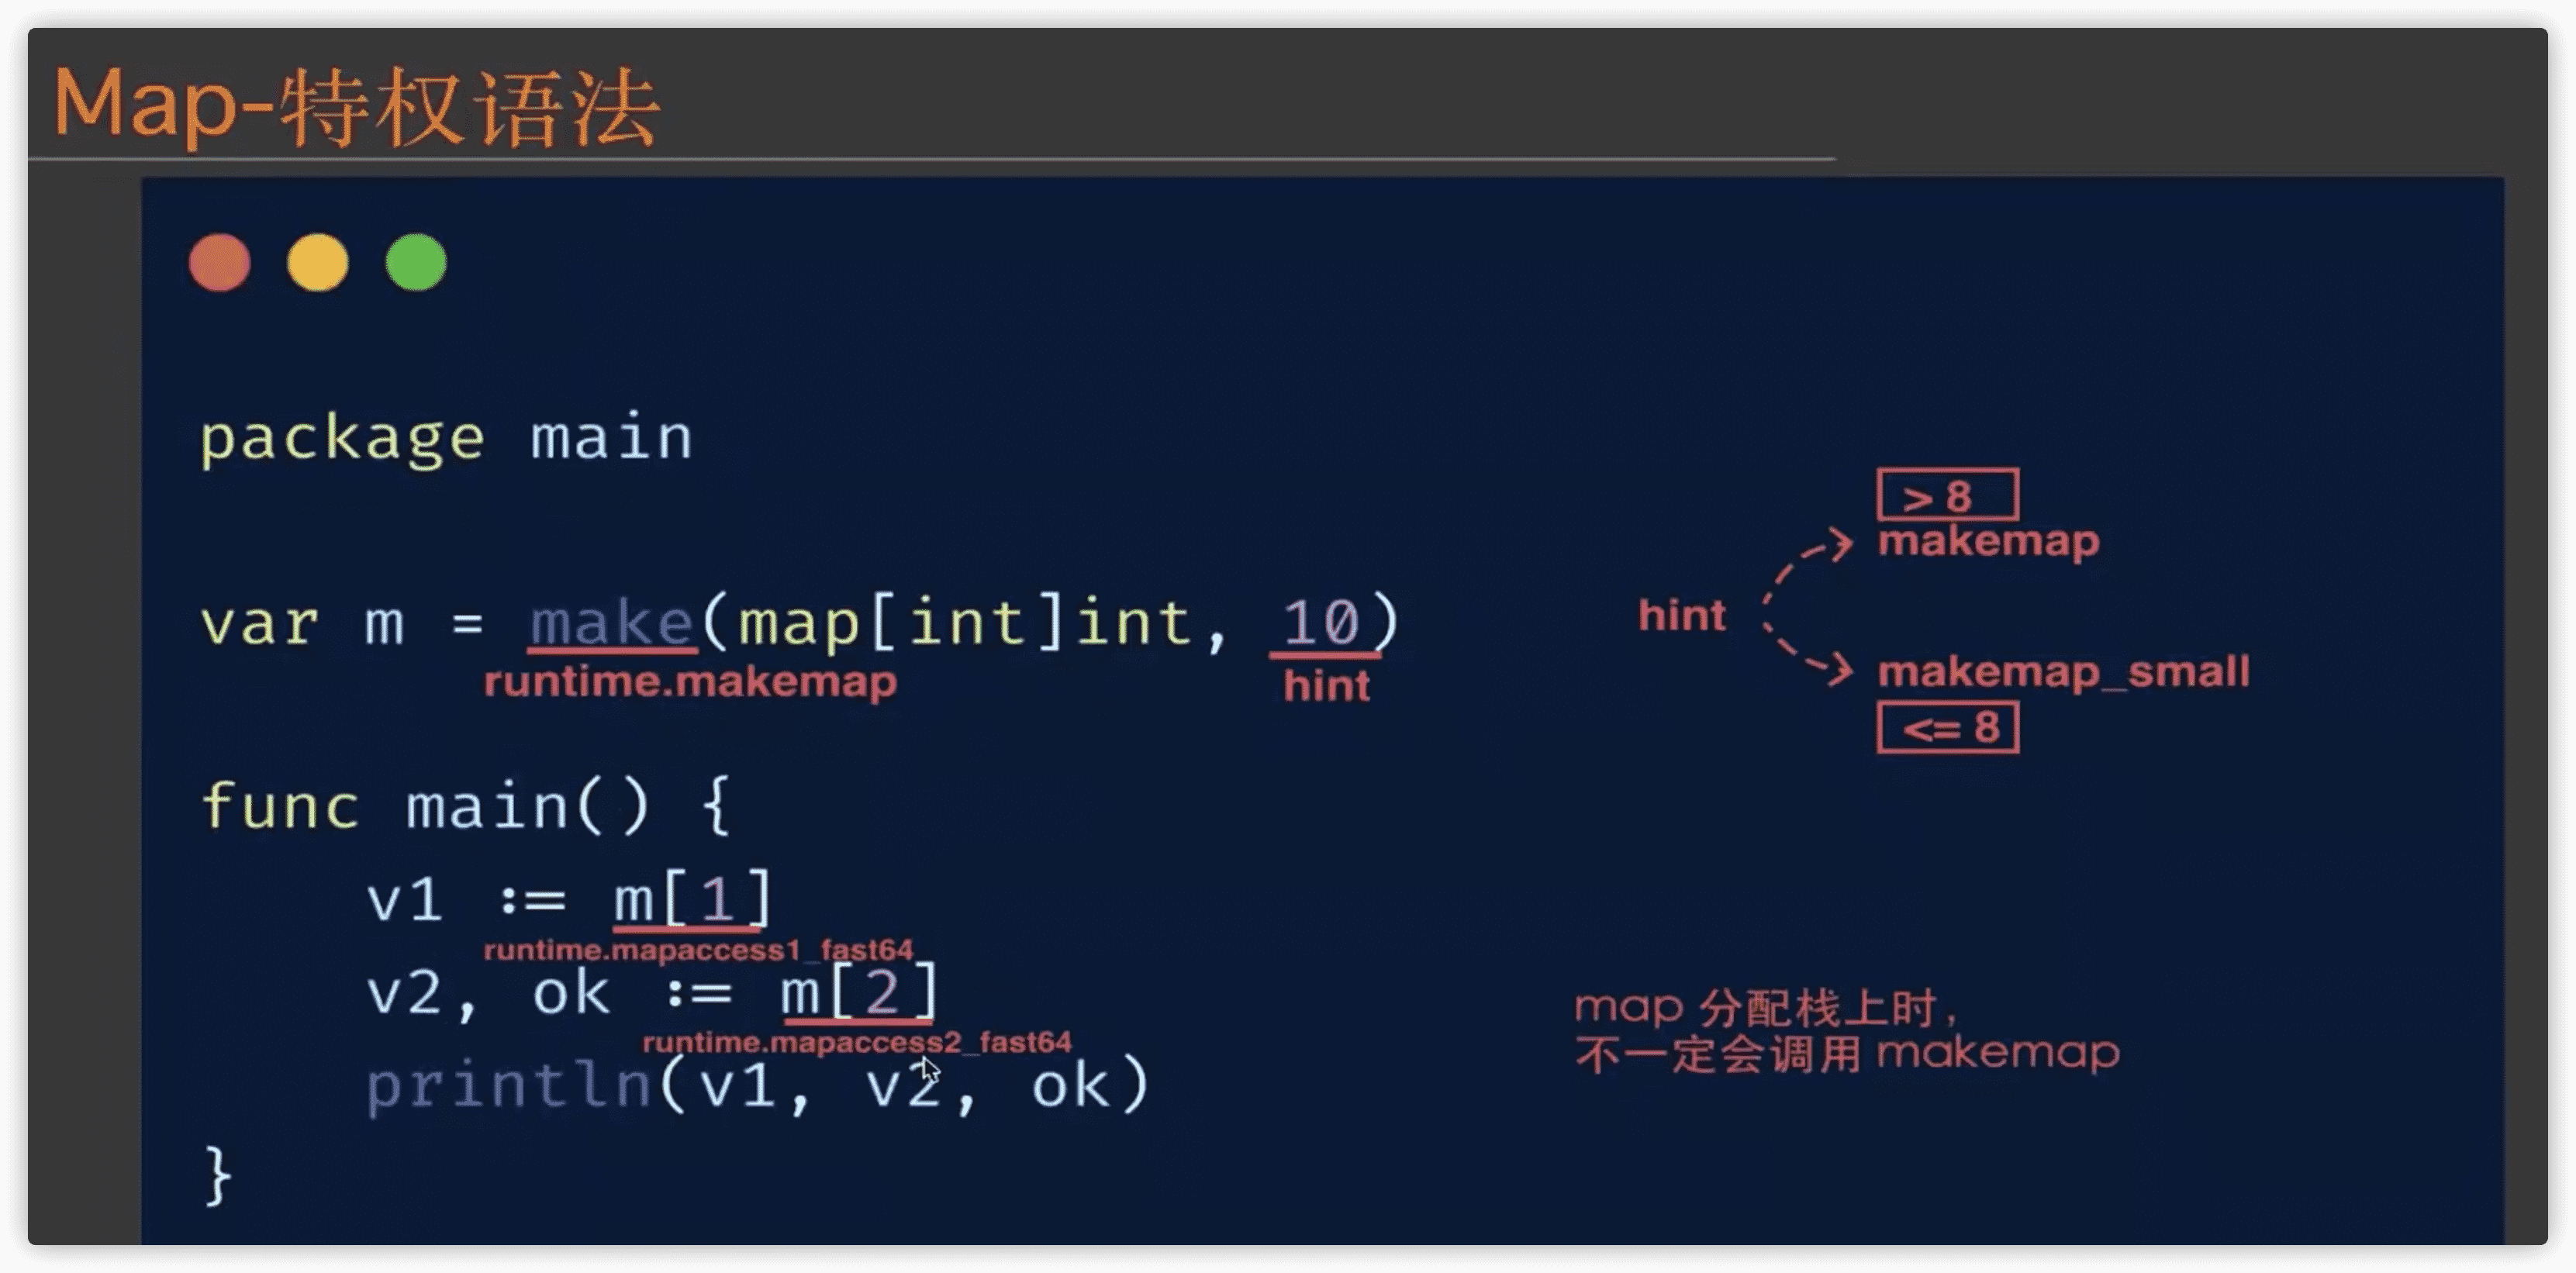 Map-特权语法
package main
var m = make(map[int]int, 10)
runtime.makemap
hint
func main() {
v1 := m[1]
runtime.mapaccess1_fast64
v2, ok := m[2]
runtime.mapaccess2_fast64
println(v1, v2, ok)
}
> 8
makemap
hint
makemap_small
<= 8
map 分配栈上时，
不一定会调用 makemap